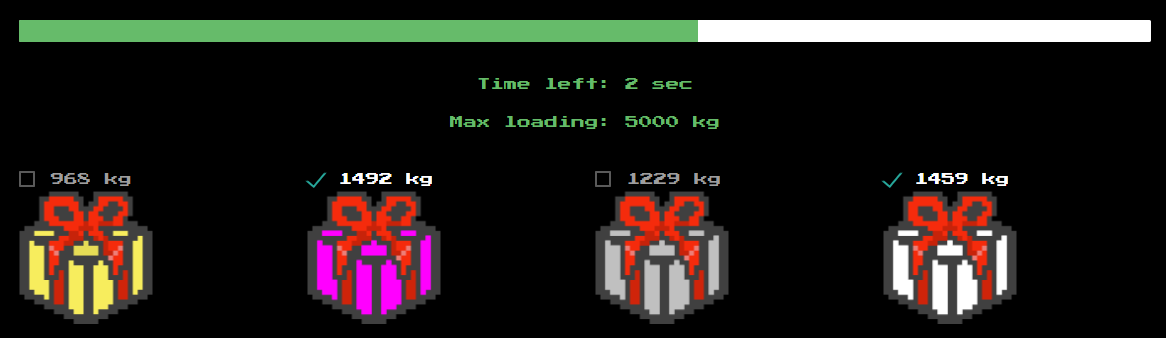 Time left: 2 sec
Max loading: 5000 kg
968 kg
1492 kg
1229 kg
1459 kg